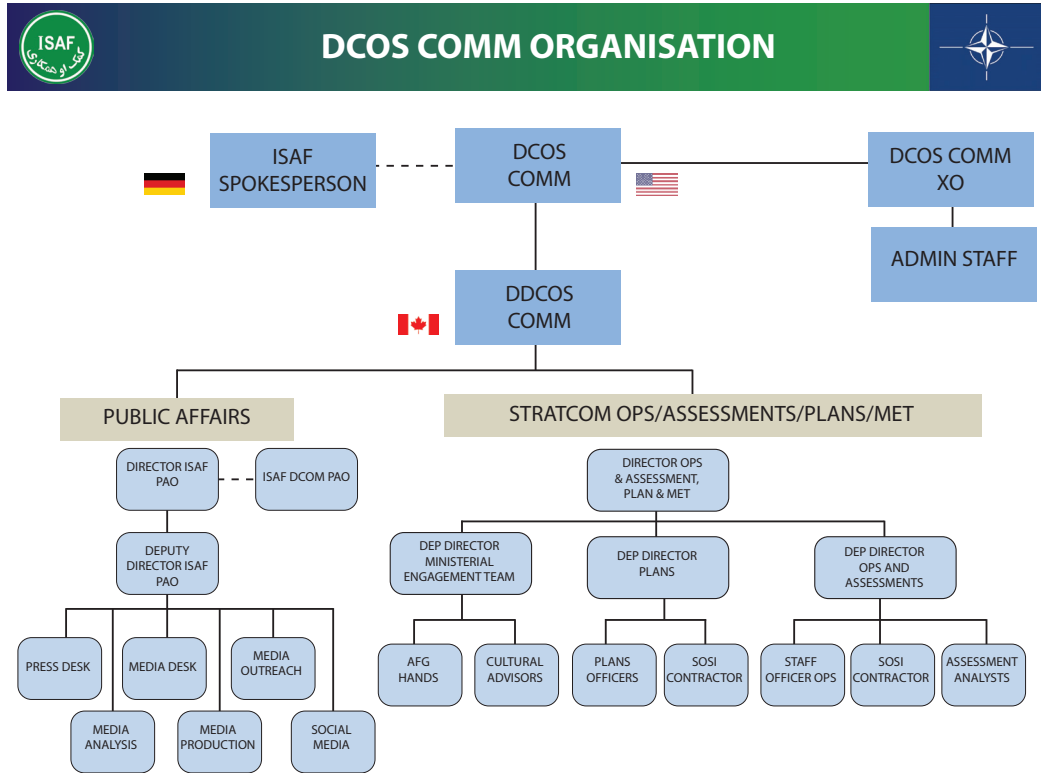 ISAF
کمک او همکاری
DCOS COMM ORGANISATION
ISAF
SPOKESPERSON
DCOS
COMM
DCOS COMM
XO
ADMIN STAFF
DDCOS
COMM
PUBLIC AFFAIRS
STRATCOM OPS/ASSESSMENTS/PLANS/MET
DIRECTOR ISAF
PAO
ISAF DCOM PAO
DIRECTOR OPS
& ASSESSMENT,
PLAN & MET
DEPUTY
DIRECTOR ISAF
PAO
DEP DIRECTOR
MINISTERIAL
ENGAGEMENT TEAM
DEP DIRECTOR
PLANS
DEP DIRECTOR
OPS AND
ASSESSMENTS
PRESS DESK
MEDIA DESK
MEDIA
OUTREACH
MEDIA
ANALYSIS
MEDIA
PRODUCTION
SOCIAL
MEDIA
AFG
HANDS
CULTURAL
ADVISORS
PLANS
OFFICERS
SOSI
CONTRACTOR
STAFF
OFFICER OPS
SOSI
CONTRACTOR
ASSESSMENT
ANALYSTS